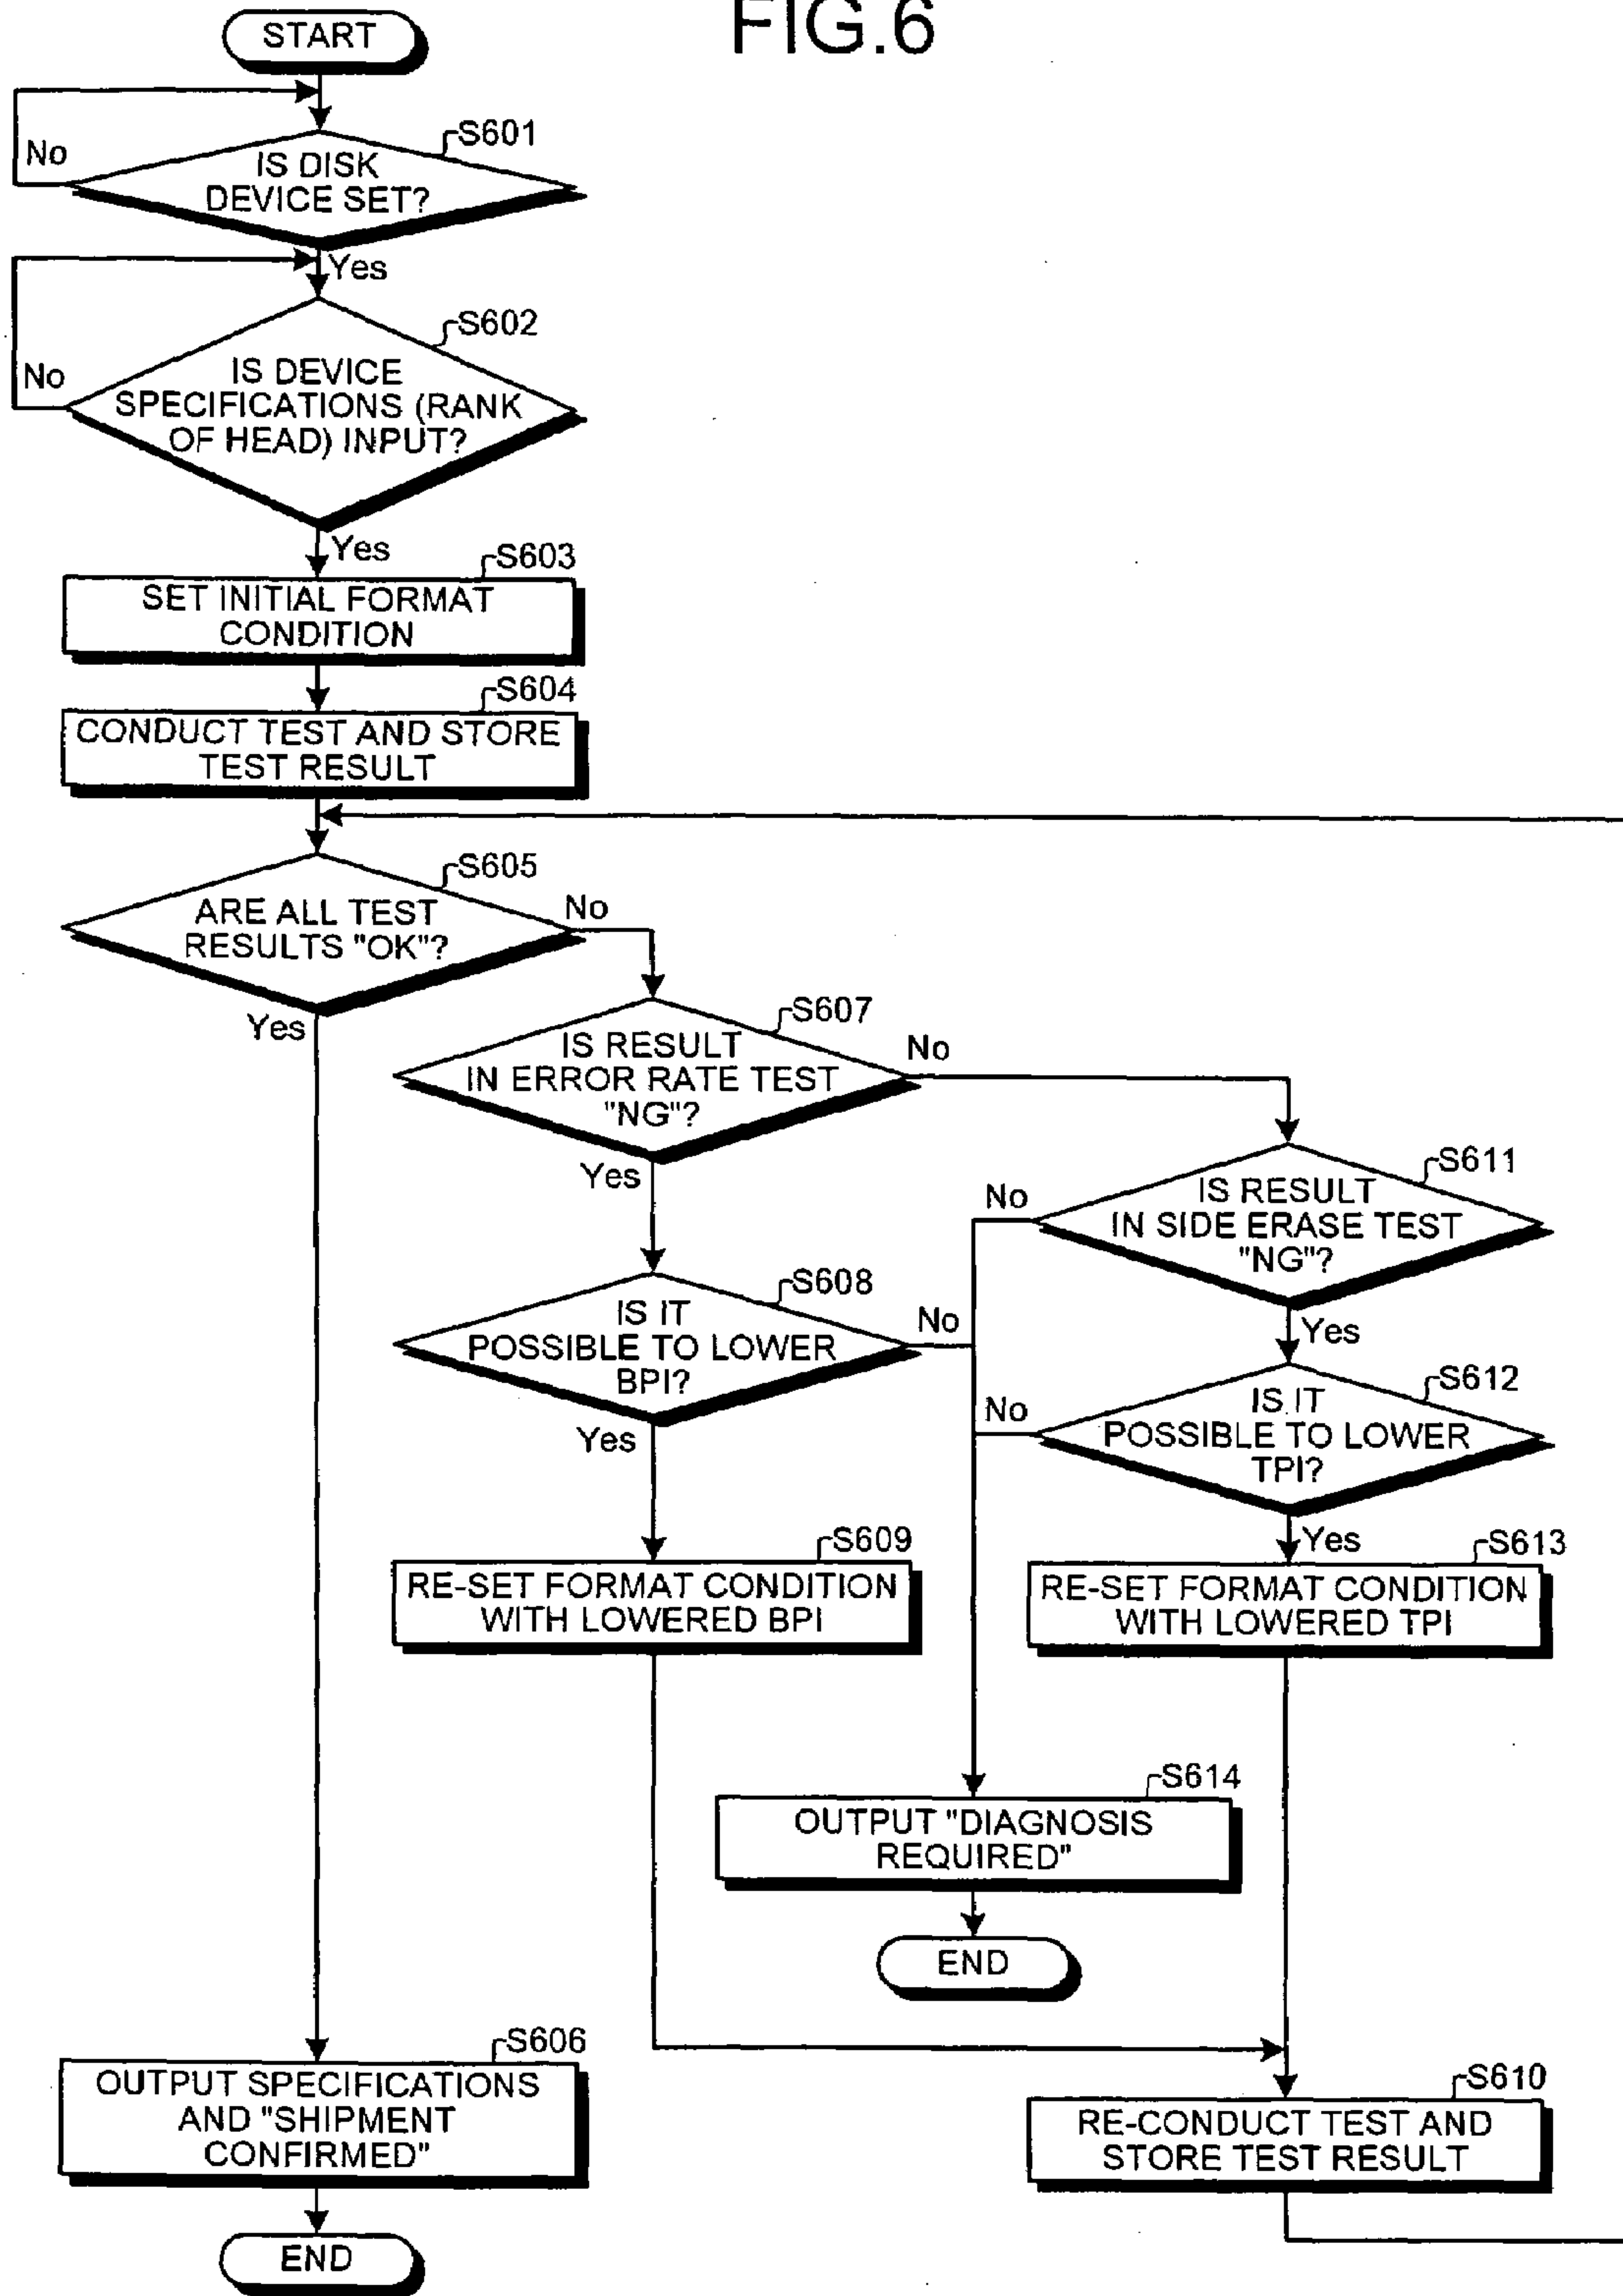 FIG.6
START
S601
No
IS DISK
DEVICE SET?
Yes
S602
No
IS DEVICE
SPECIFICATIONS (RANK
OF HEAD) INPUT?
Yes
S603
SET INITIAL FORMAT
CONDITION
S604
CONDUCT TEST AND STORE
TEST RESULT
S605
ARE ALL TEST
RESULTS "OK"?
No
Yes
S607
IS RESULT
IN ERROR RATE TEST
"NG"?
No
Yes
S611
No
IS RESULT
IN SIDE ERASE TEST
"NG"?
Yes
S608
IS IT
POSSIBLE TO LOWER
BPI?
No
Yes
S612
No
IS IT
POSSIBLE TO LOWER
TPI?
Yes
S609
RE-SET FORMAT CONDITION
WITH LOWERED BPI
S613
RE-SET FORMAT CONDITION
WITH LOWERED TPI
S614
OUTPUT "DIAGNOSIS
REQUIRED"
END
S606
OUTPUT SPECIFICATIONS
AND "SHIPMENT
CONFIRMED"
S610
RE-CONDUCT TEST AND
STORE TEST RESULT
END